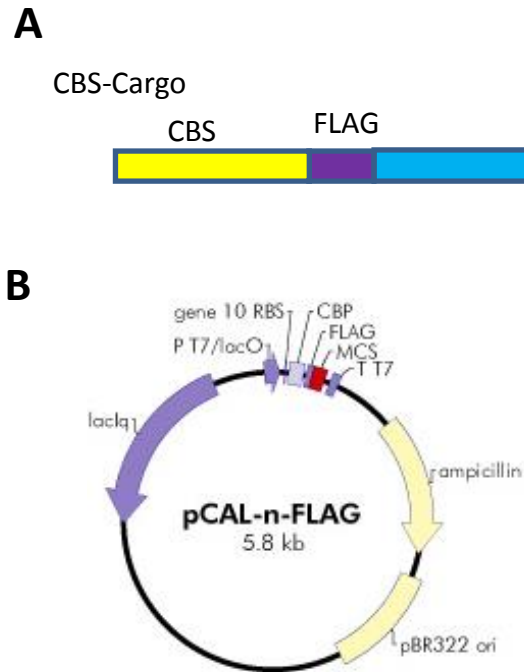 A
CBS-Cargo
CBS
FLAG
B
gene 10 RBS
CBP
FLAG
P T7/lacO
MCS
T T7
lacIq
ampicillin
pCAL-n-FLAG
5.8 kb
pBR322 ori